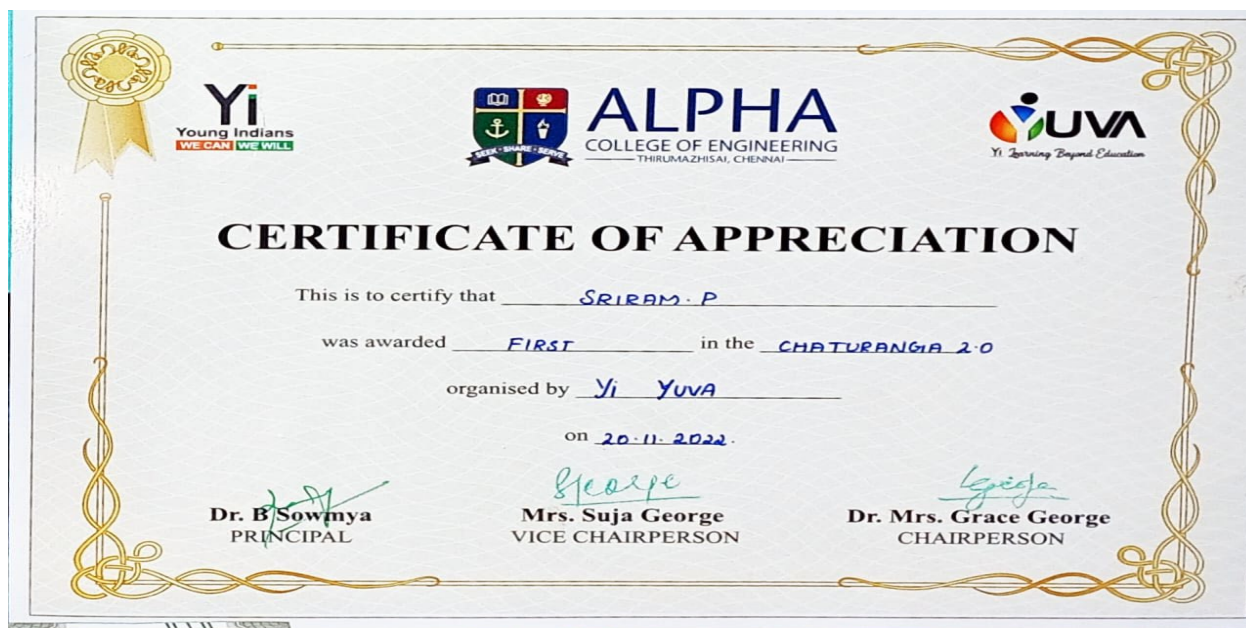 Yi
Young Indians
WE CAN WE WILL
ALPHA
COLLEGE OF ENGINEERING
THIRUMAZHISAI, CHENNAI
SEEK • SHARE • SERVE
YUVA
Yi Learning Beyond Education
CERTIFICATE OF APPRECIATION
This is to certify that SRIRAM. P
was awarded FIRST in the CHATURANGA 2.0
organised by Yi YUVA
on 20.11.2022.
Dr. B Sowmya
PRINCIPAL
Mrs. Suja George
VICE CHAIRPERSON
Dr. Mrs. Grace George
CHAIRPERSON